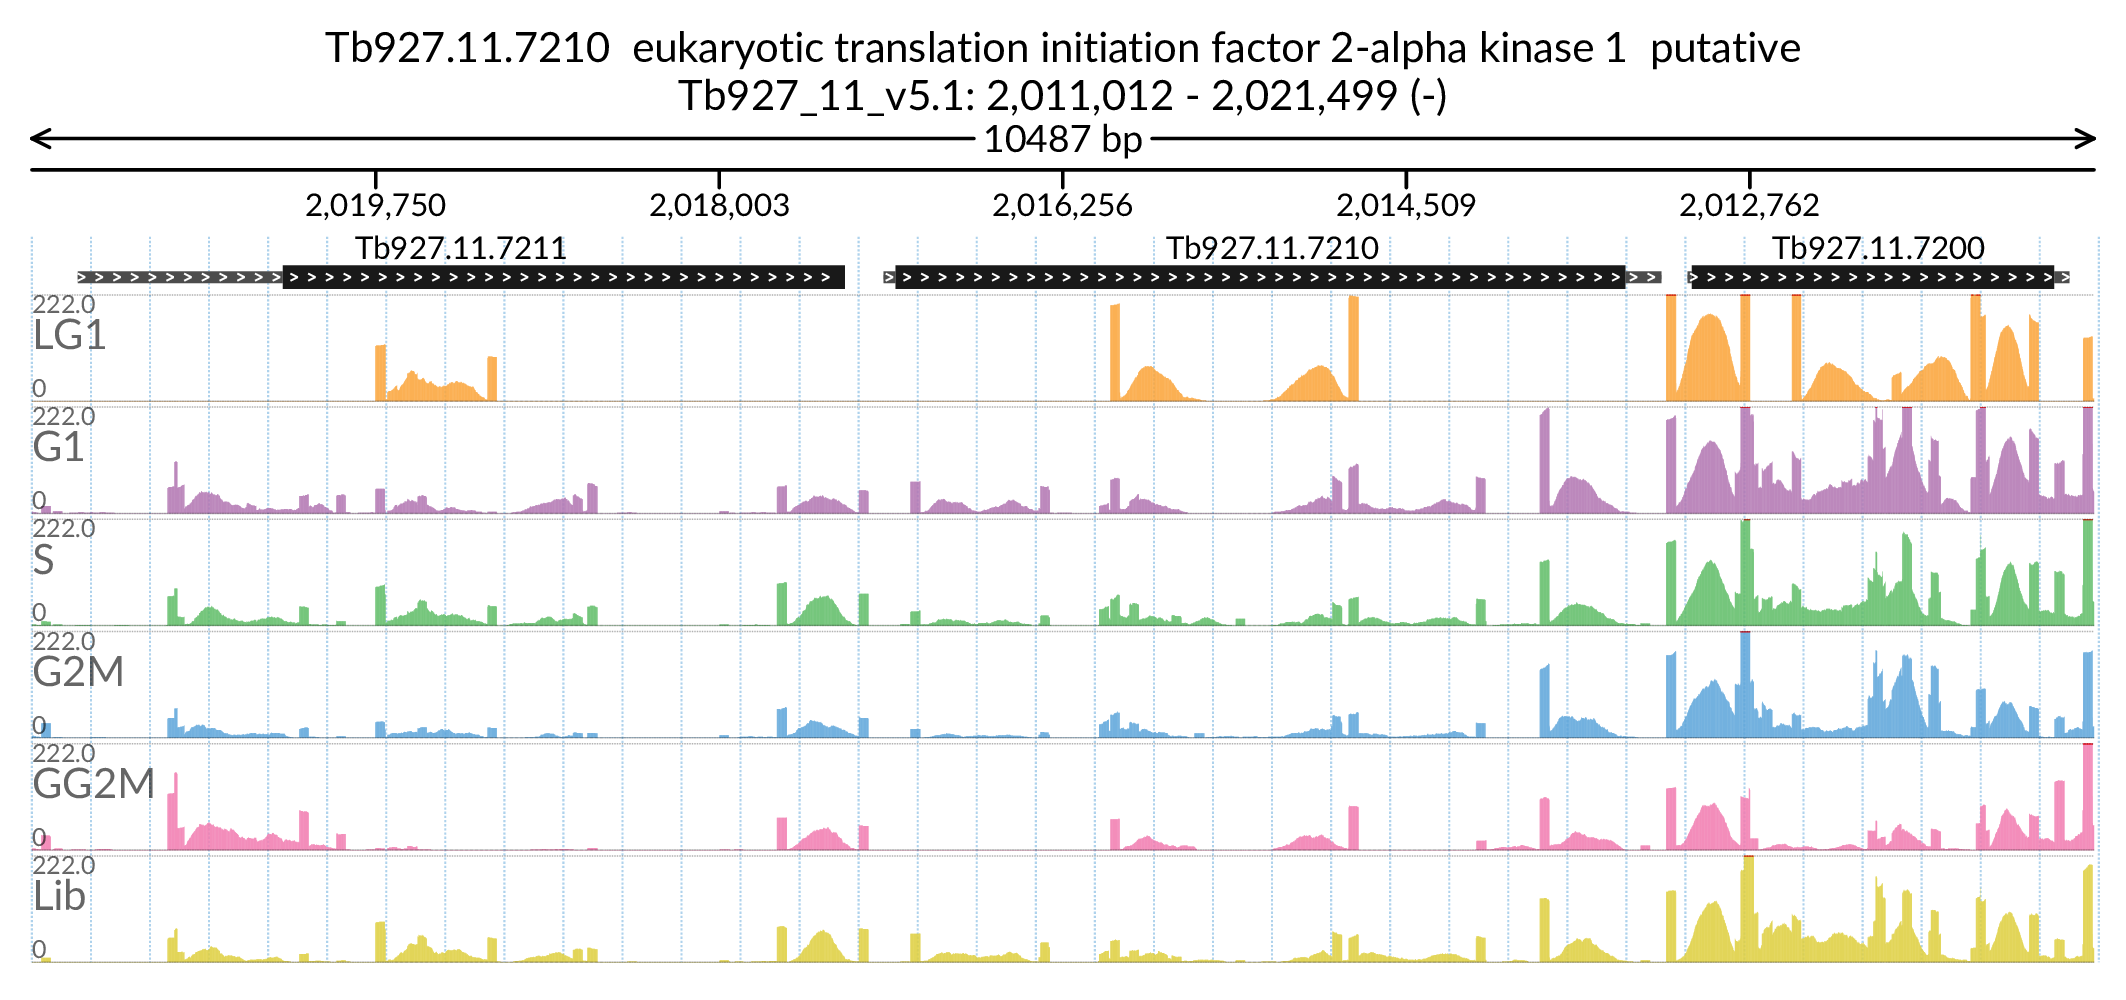 Tb927.11.7210 eukaryotic translation initiation factor 2-alpha kinase 1 putative
Tb927_11_v5.1: 2,011,012 - 2,021,499 (-)
10487 bp
2,019,750 2,018,003 2,016,256 2,014,509 2,012,762
Tb927.11.7211 Tb927.11.7210 Tb927.11.7200
222.0
LG1
0
222.0
G1
0
222.0
S
0
222.0
G2M
0
222.0
GG2M
0
222.0
Lib
0